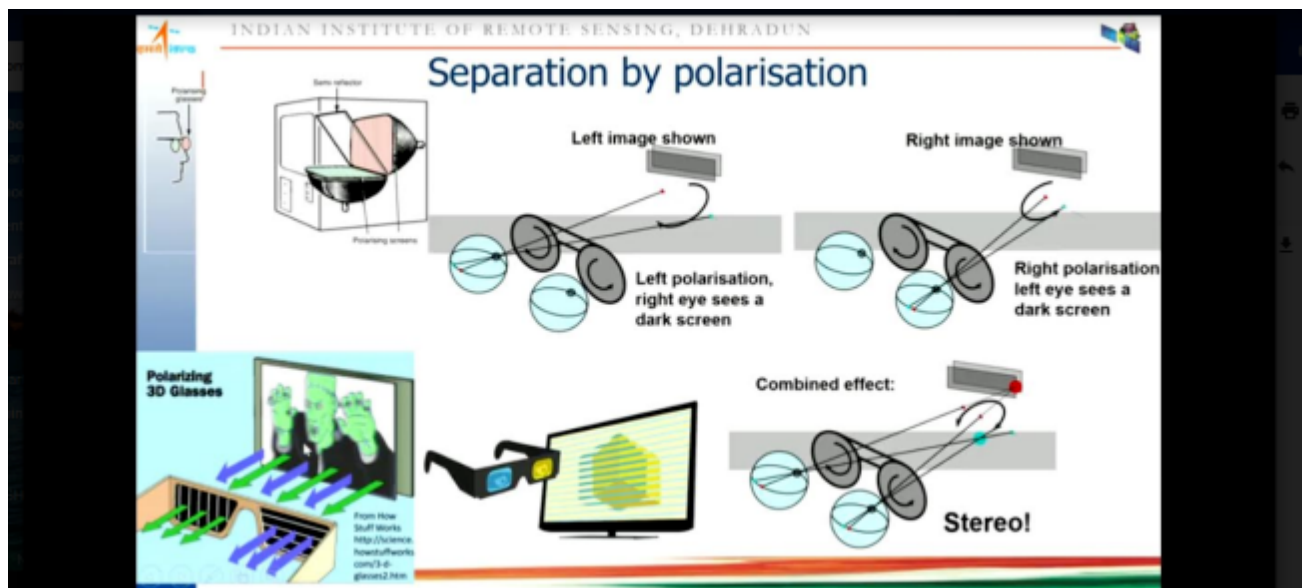 INDIAN INSTITUTE OF REMOTE SENSING, DEHRADUN
Separation by polarisation
Semi reflector
Polarising
glasses
Polarising screens
Left image shown
Right image shown
Left polarisation,
right eye sees a
dark screen
Right polarisation
left eye sees a
dark screen
Polarizing
3D Glasses
From How
Stuff Works
http://science.
howstuffworks
com/3-d-
glasses2.htm
Combined effect:
Stereo!